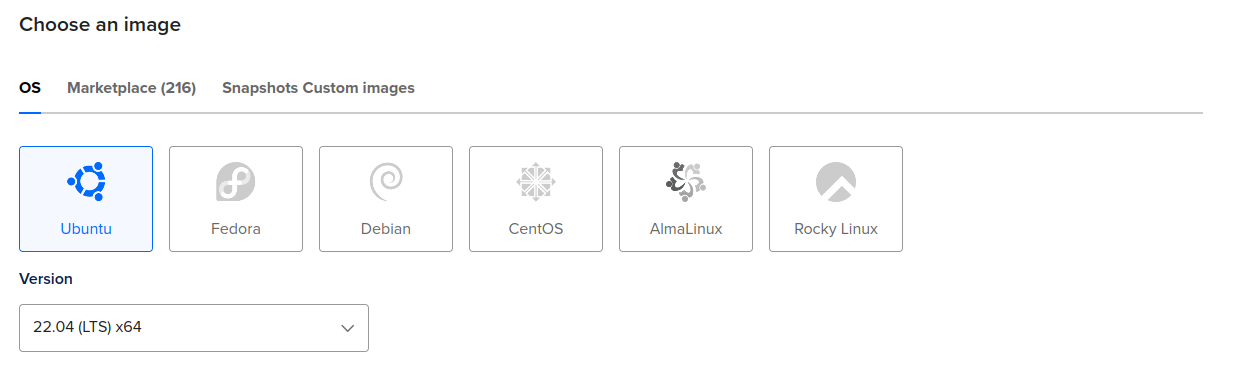 Choose an image
OS Marketplace (216) Snapshots Custom images
Ubuntu Fedora Debian CentOS AlmaLinux Rocky Linux
Version
22.04 (LTS) x64